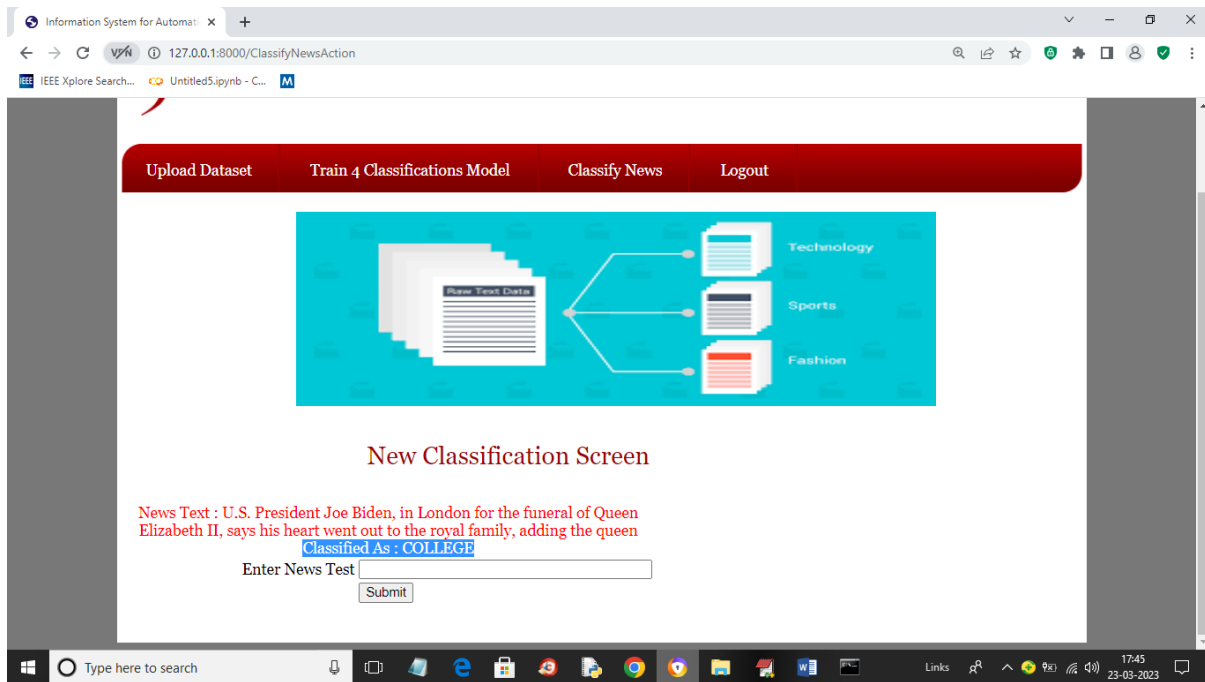 Information System for Automati
127.0.0.1:8000/ClassifyNewsAction
IEEE Xplore Search...
Untitled5.ipynb - C...
Upload Dataset
Train 4 Classifications Model
Classify News
Logout
Raw Text Data
Technology
Sports
Fashion
New Classification Screen
News Text : U.S. President Joe Biden, in London for the funeral of Queen
Elizabeth II, says his heart went out to the royal family, adding the queen
Classified As : COLLEGE
Enter News Test
Submit
Type here to search
Links
17:45
23-03-2023